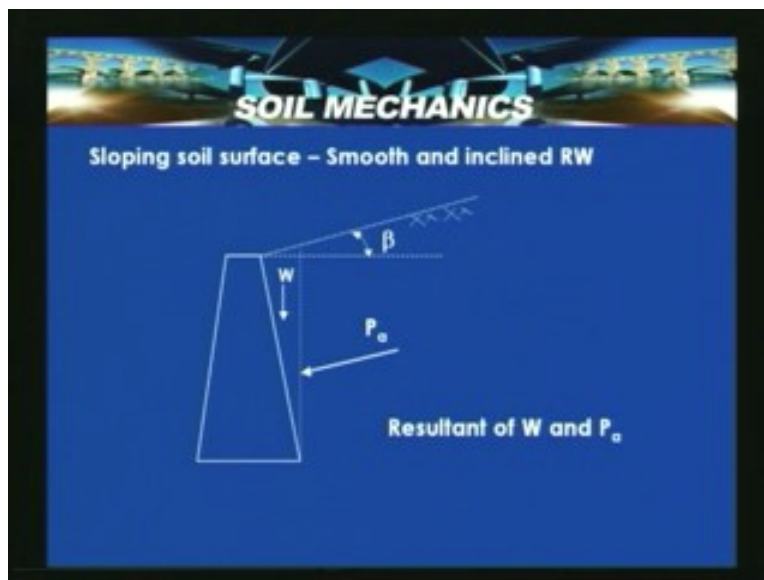 SOIL MECHANICS
Sloping soil surface – Smooth and inclined RW
β
W
Pₐ
Resultant of W and Pₐ